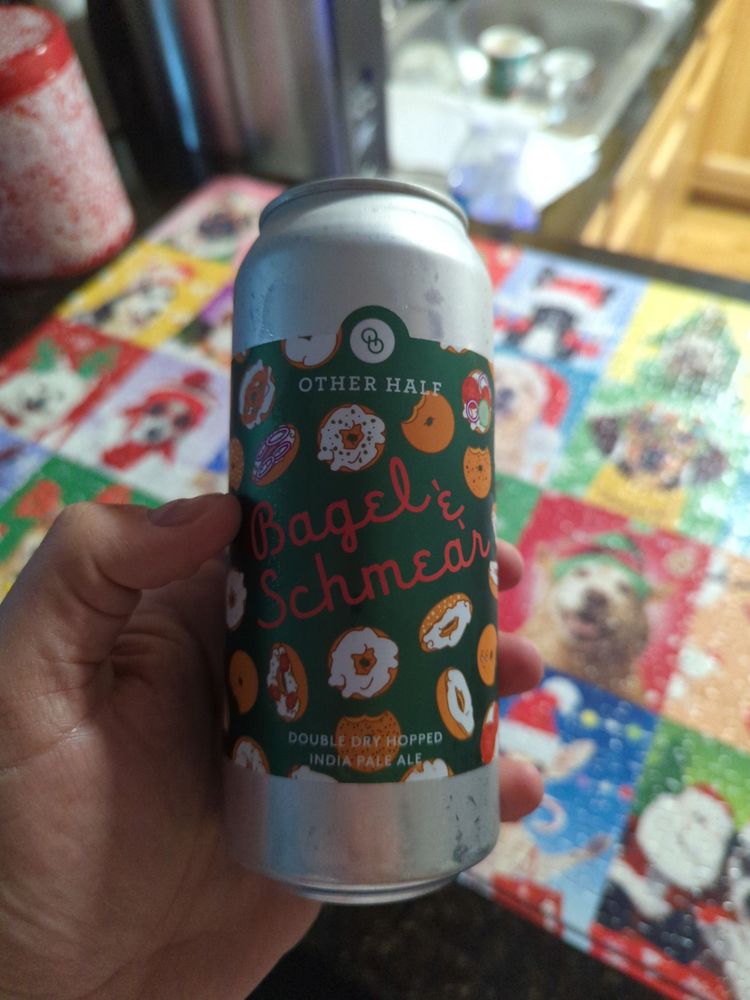 OTHER HALF
Bagel & 
Schmear
DOUBLE DRY HOPPED
INDIA PALE ALE